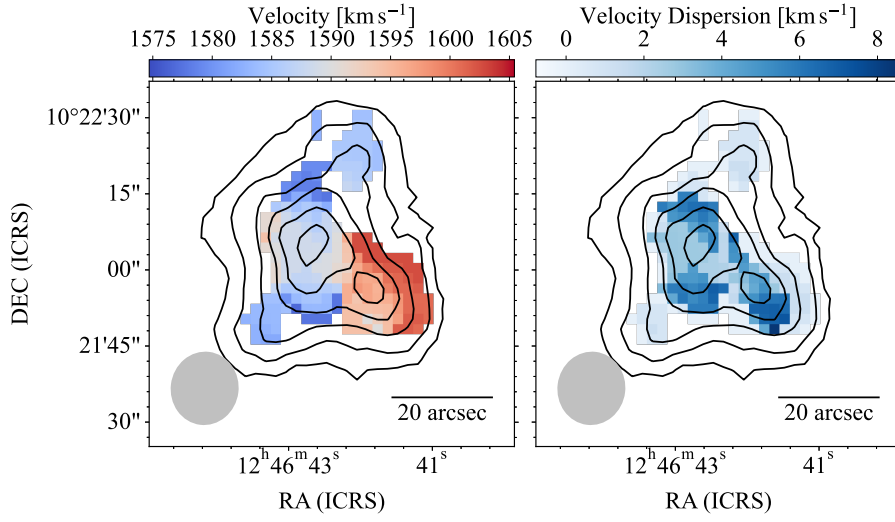 Velocity [km s⁻¹]
1575 1580 1585 1592 1595 1600 1605
Velocity Dispersion [km s⁻¹]
0 2 4 6 8
DEC (ICRS)
10°22'30"
15"
00"
21'45"
30"
20 arcsec
20 arcsec
12ʰ46ᵐ43ˢ 41ˢ
12ʰ46ᵐ43ˢ 41ˢ
RA (ICRS)
RA (ICRS)